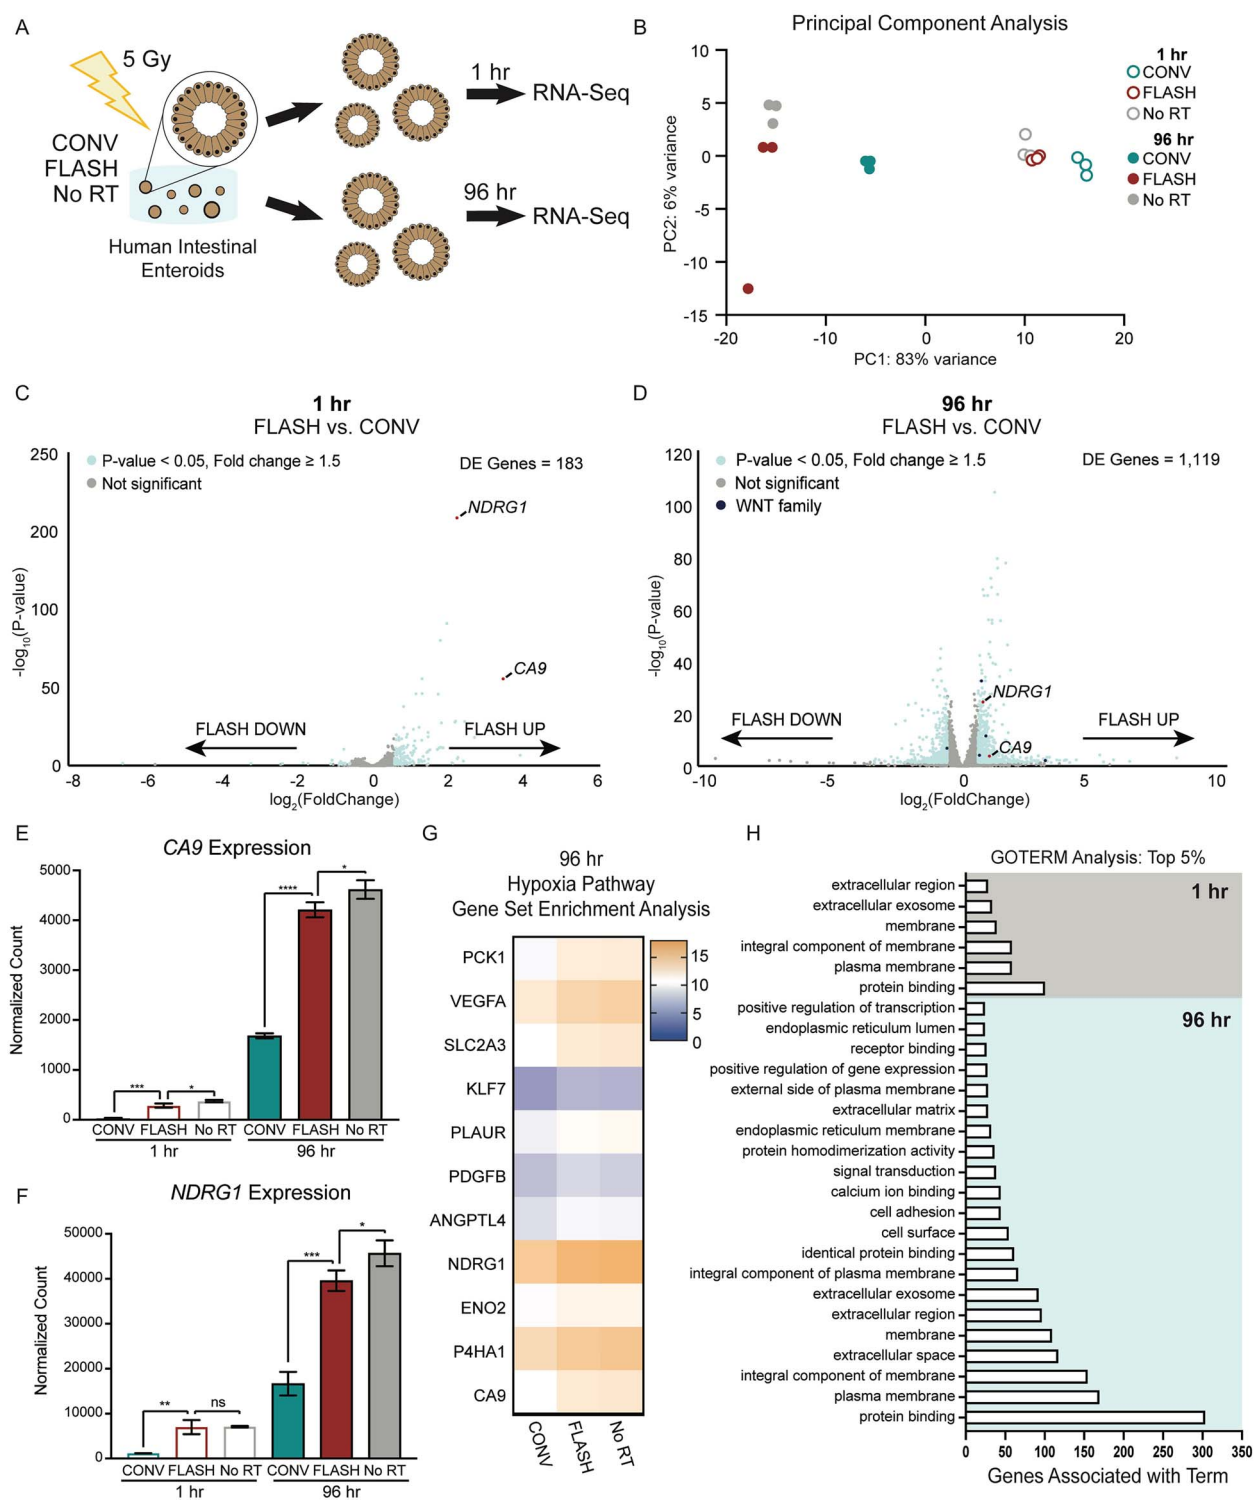 A
5 Gy
CONV
FLASH
No RT
Human Intestinal
Enteroids
1 hr
RNA-Seq
96 hr
RNA-Seq
B
Principal Component Analysis
PC2: 6% variance
10
5
0
-5
-10
-15
-20
-10
0
10
20
PC1: 83% variance
1 hr
CONV
FLASH
No RT
96 hr
CONV
FLASH
No RT
C
1 hr
FLASH vs. CONV
P-value < 0.05, Fold change ≥ 1.5
Not significant
DE Genes = 183
NDRG1
CA9
FLASH DOWN
FLASH UP
-log10(P-value)
250
200
100
50
0
-8
-6
-4
-2
0
2
4
6
log2(FoldChange)
D
96 hr
FLASH vs. CONV
P-value < 0.05, Fold change ≥ 1.5
Not significant
WNT family
DE Genes = 1,119
NDRG1
CA9
FLASH DOWN
FLASH UP
-log10(P-value)
120
100
80
60
40
20
0
-10
-5
0
5
10
log2(FoldChange)
E
CA9 Expression
Normalized Count
5000
4000
3000
2000
1000
0
***
*
****
*
CONV FLASH No RT CONV FLASH No RT
1 hr
96 hr
F
NDRG1 Expression
Normalized Count
50000
40000
30000
20000
10000
0
**
ns
***
*
CONV FLASH No RT CONV FLASH No RT
1 hr
96 hr
G
96 hr
Hypoxia Pathway
Gene Set Enrichment Analysis
PCK1
VEGFA
SLC2A3
KLF7
PLAUR
PDGFB
ANGPTL4
NDRG1
ENO2
P4HA1
CA9
CONV
FLASH
No RT
15
10
5
0
H
GOTERM Analysis: Top 5%
1 hr
extracellular region
extracellular exosome
membrane
integral component of membrane
plasma membrane
protein binding
96 hr
positive regulation of transcription
endoplasmic reticulum lumen
receptor binding
positive regulation of gene expression
external side of plasma membrane
extracellular matrix
endoplasmic reticulum membrane
protein homodimerization activity
signal transduction
calcium ion binding
cell adhesion
cell surface
identical protein binding
integral component of plasma membrane
extracellular exosome
extracellular region
membrane
extracellular space
integral component of membrane
plasma membrane
protein binding
0
50
100
150
200
250
300
350
Genes Associated with Term